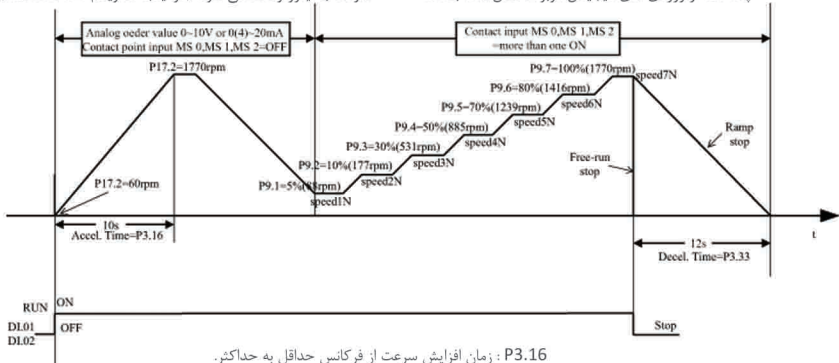 Analog oeder value 0~10V or 0(4)~20mA
Contact point input MS 0,MS 1,MS 2=OFF
Contact input MS 0,MS 1,MS 2
=more than one ON
P17.2=1770rpm
P9.7=100%(1770rpm)
speed7N
P9.6=80%(1416rpm)
speed6N
P9.5=70%(1239rpm)
speed5N
P9.4=50%(885rpm)
speed4N
P9.3=30%(531rpm)
speed3N
P9.2=10%(177rpm)
speed2N
P9.1=5%(88rpm)
speed1N
P17.2=60rpm
Ramp
stop
Free-run
stop
10s
Accel. Time=P3.16
12s
Decel. Time=P3.33
t
RUN
ON
DI.01
DI.02
OFF
Stop
P3.16 : زمان افزایش سرعت از فرکانس حداقل به حداکثر.